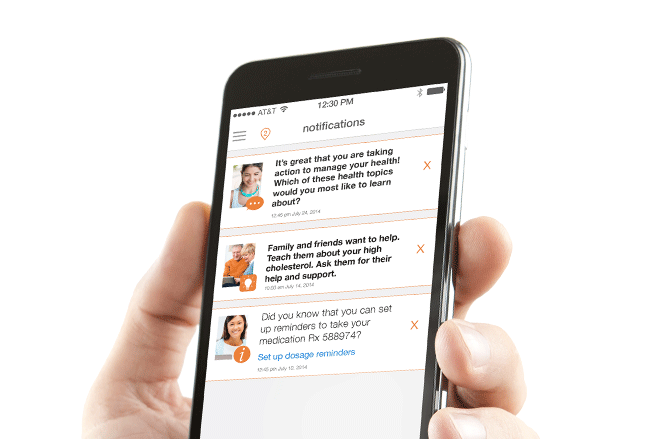 AT&T
12:30 PM
notifications
It's great that you are taking
action to manage your health!
Which of these health topics
would you most like to learn
about?
X
12:45 pm July 24, 2014
Family and friends want to help.
Teach them about your high
cholesterol. Ask them for their
help and support.
X
10:00 am July 14, 2014
Did you know that you can set
up reminders to take your
medication Rx 588974?
X
i
Set up dosage reminders
12:45 pm July 10, 2014